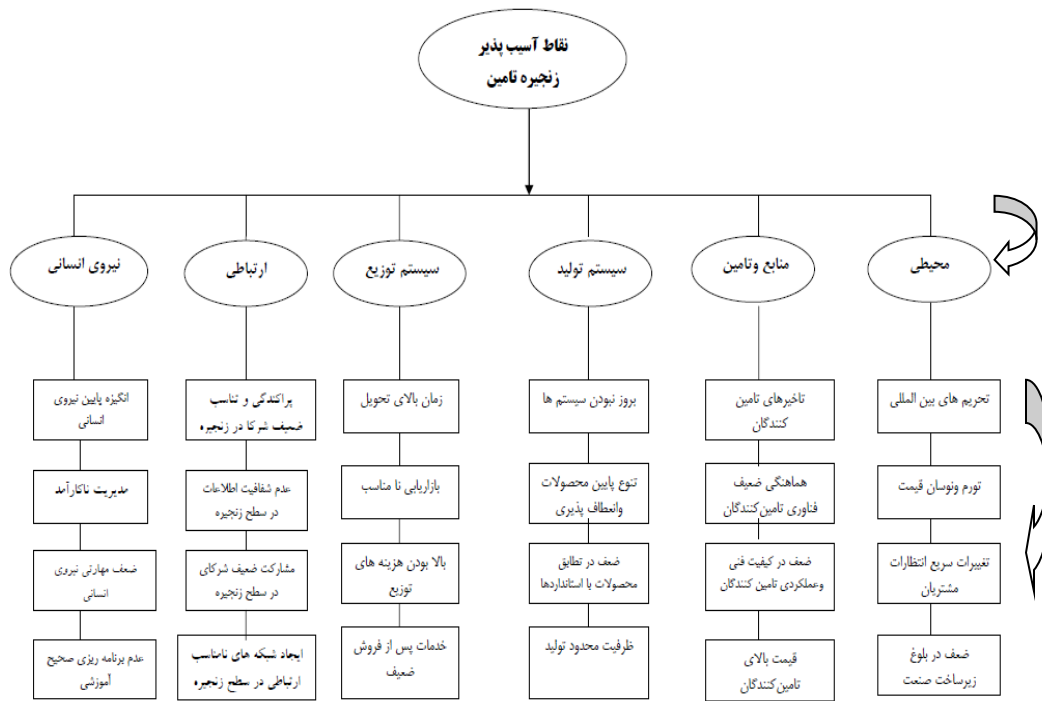 نقاط آسیب پذیر
زنجیره تامین
محیطی
منابع وتامین
سیستم تولید
سیستم توزیع
ارتباطی
نیروی انسانی
تحریم های بین المللی
تورم ونوسان قیمت
تغییرات سریع انتظارات
مشتریان
ضعف در بلوغ
زیرساخت صنعت
تاخیرهای تامین
کنندگان
هماهنگی ضعیف
فناوری تامین‌کنندگان
ضعف در کیفیت فنی
وعملکردی تامین کنندگان
قیمت بالای
تامین‌کنندگان
بروز نبودن سیستم ها
تنوع پایین محصولات
وانعطاف پذیری
ضعف در تطابق
محصولات با استانداردها
ظرفیت محدود تولید
زمان بالای تحویل
بازاریابی نا مناسب
بالا بودن هزینه های
توزیع
خدمات پس از فروش
ضعیف
پراکندگی و تناسب
ضعیف شرکا در زنجیره
عدم شفافیت اطلاعات
در سطح زنجیره
مشارکت ضعیف شرکای
در سطح زنجیره
ایجاد شبکه های نامناسب
ارتباطی در سطح زنجیره
انگیزه پایین نیروی
انسانی
مدیریت ناکارآمد
ضعف مهارتی نیروی
انسانی
عدم برنامه ریزی صحیح
آموزشی